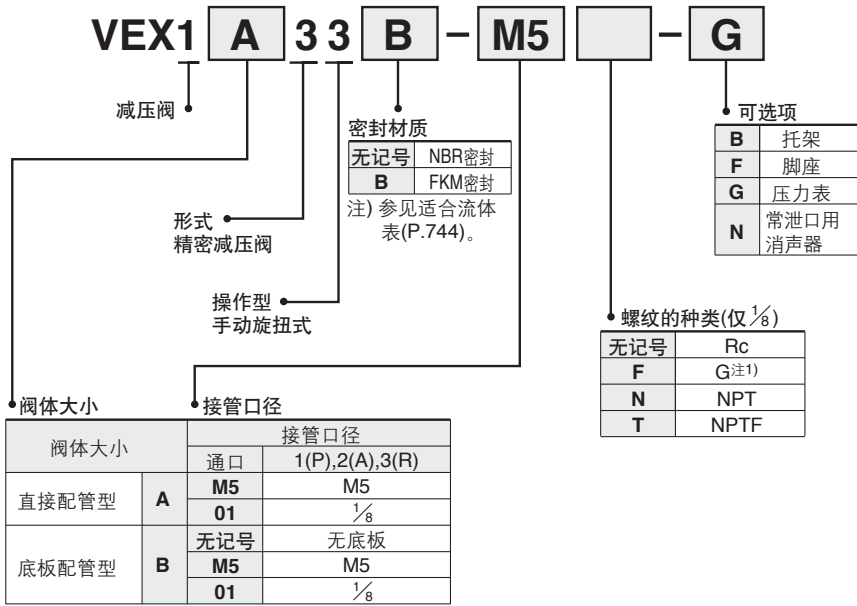 VEX1 A 3 3 B - M5 - G
减压阀
形式
精密减压阀
操作型
手动旋扭式
密封材质
无记号 NBR密封
B FKM密封
注) 参见适合流体
表(P.744)。
可选项
B 托架
F 脚座
G 压力表
N 常泄口用
消声器
螺纹的种类(仅1/8)
无记号 Rc
F G注1)
N NPT
T NPTF
阀体大小
接管口径
阀体大小 接管口径
通口 1(P),2(A),3(R)
直接配管型 A M5 M5
01 1/8
底板配管型 B 无记号 无底板
M5 M5
01 1/8